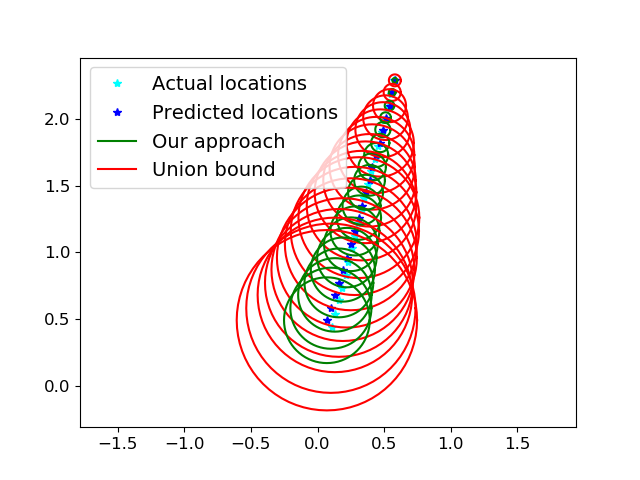 Actual locations
Predicted locations
Our approach
Union bound
2.0
1.5
1.0
0.5
0.0
−1.5 −1.0 −0.5 0.0 0.5 1.0 1.5